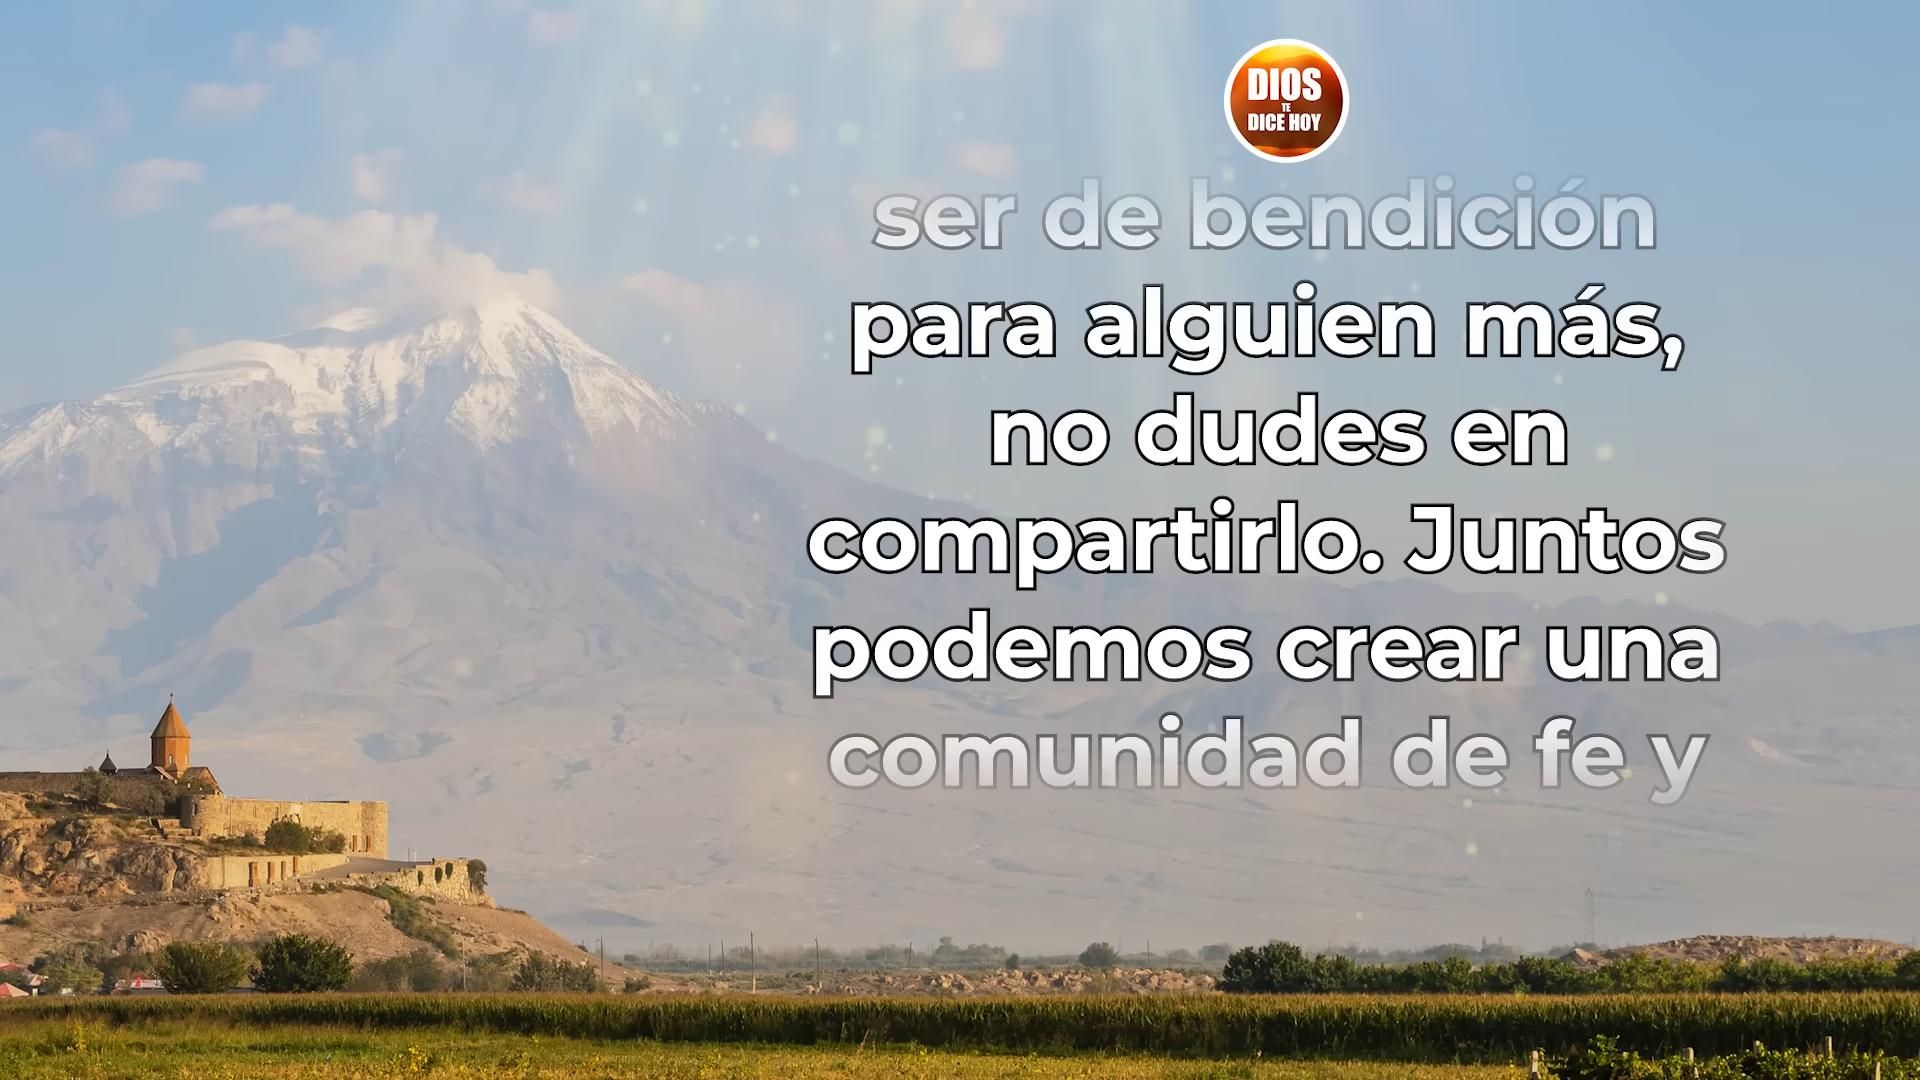 DIOS
TE
DICE HOY
ser de bendición
para alguien más,
no dudes en
compartirlo. Juntos
podemos crear una
comunidad de fe y